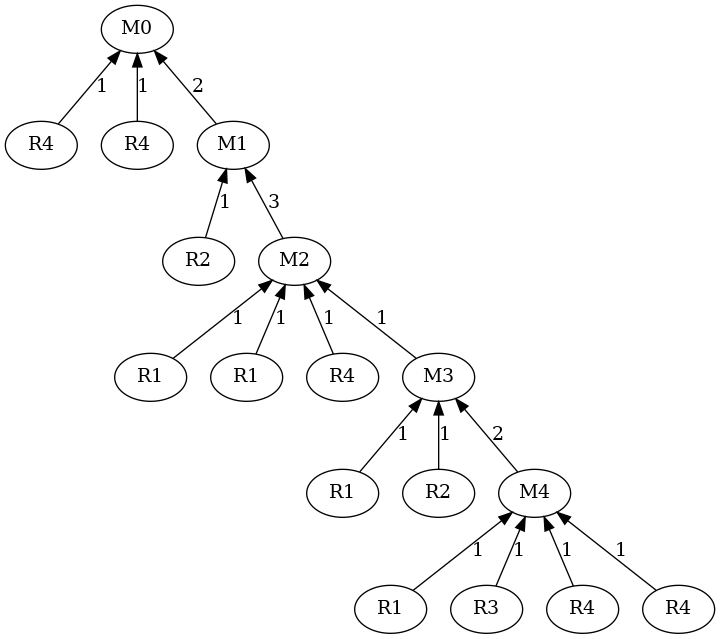 M0
1 1 2
R4 R4 M1
1 3
R2 M2
1 1 1 1
R1 R1 R4 M3
1 1 2
R1 R2 M4
1 1 1 1
R1 R3 R4 R4